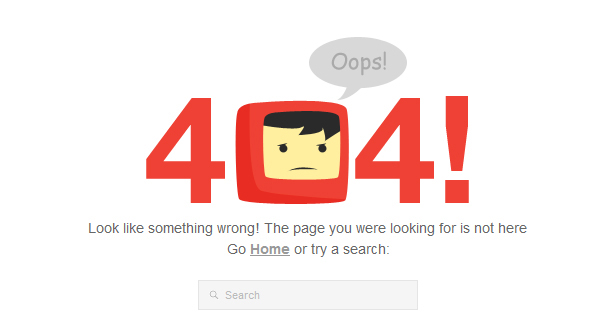 Oops!
404!
Look like something wrong! The page you were looking for is not here
Go Home or try a search:
Search